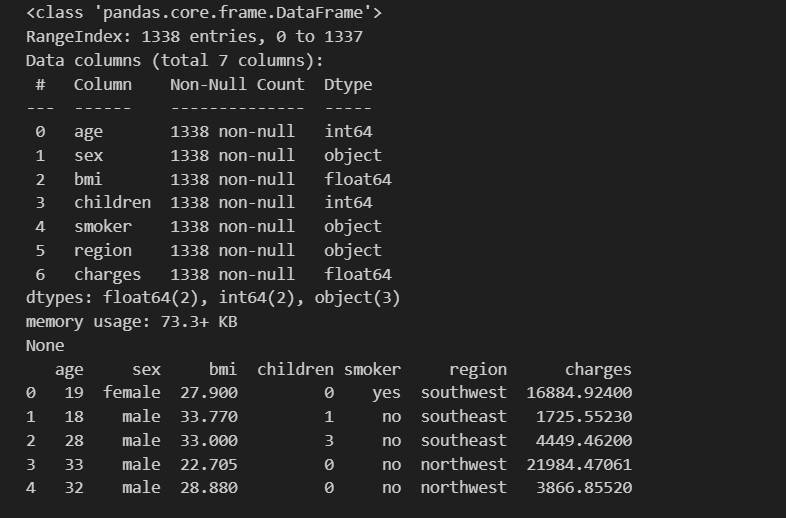 <class 'pandas.core.frame.DataFrame'>
RangeIndex: 1338 entries, 0 to 1337
Data columns (total 7 columns):
 #   Column    Non-Null Count  Dtype
---  ------    --------------  -----
 0   age       1338 non-null   int64
 1   sex       1338 non-null   object
 2   bmi       1338 non-null   float64
 3   children  1338 non-null   int64
 4   smoker    1338 non-null   object
 5   region    1338 non-null   object
 6   charges   1338 non-null   float64
dtypes: float64(2), int64(2), object(3)
memory usage: 73.3+ KB
None
   age     sex     bmi  children smoker     region      charges
0   19  female  27.900         0    yes  southwest  16884.92400
1   18    male  33.770         1     no  southeast   1725.55230
2   28    male  33.000         3     no  southeast   4449.46200
3   33    male  22.705         0     no  northwest  21984.47061
4   32    male  28.880         0     no  northwest   3866.85520